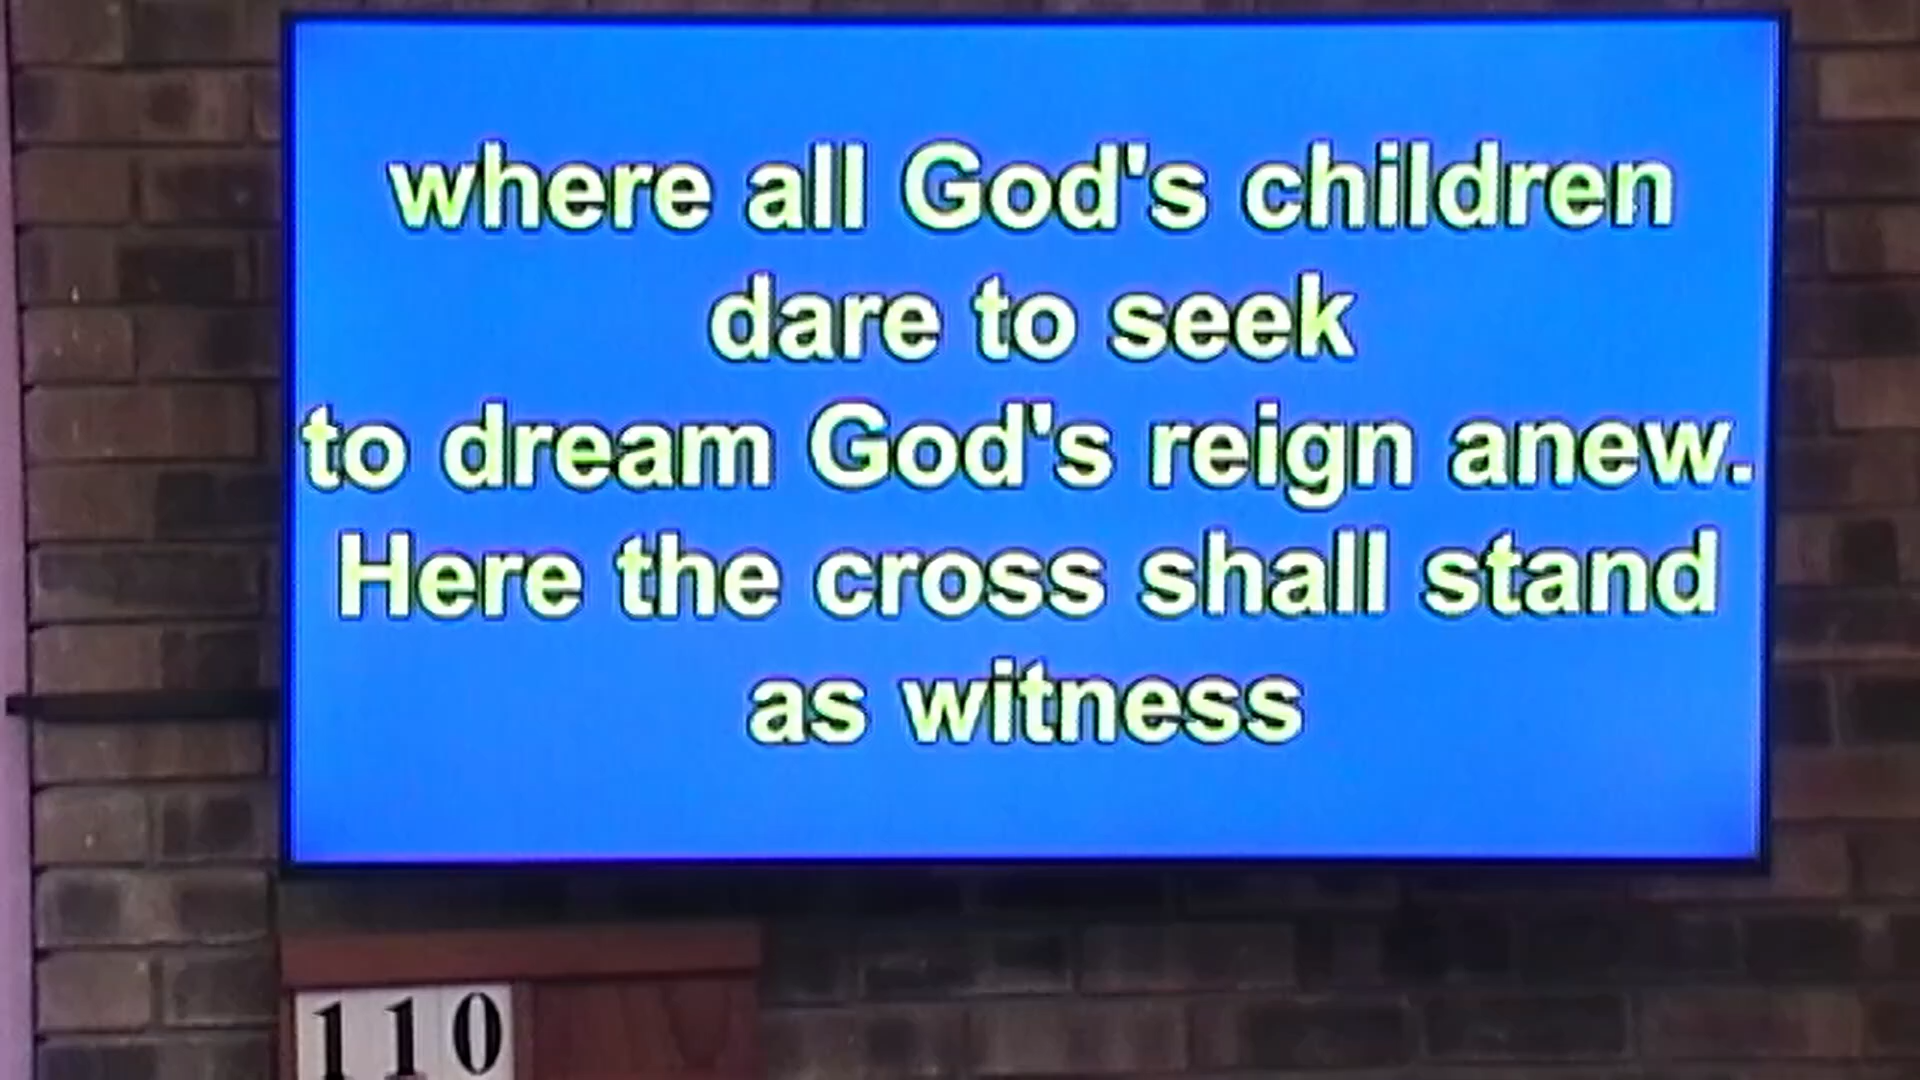 where all God's children
dare to seek
to dream God's reign anew.
Here the cross shall stand
as witness
110